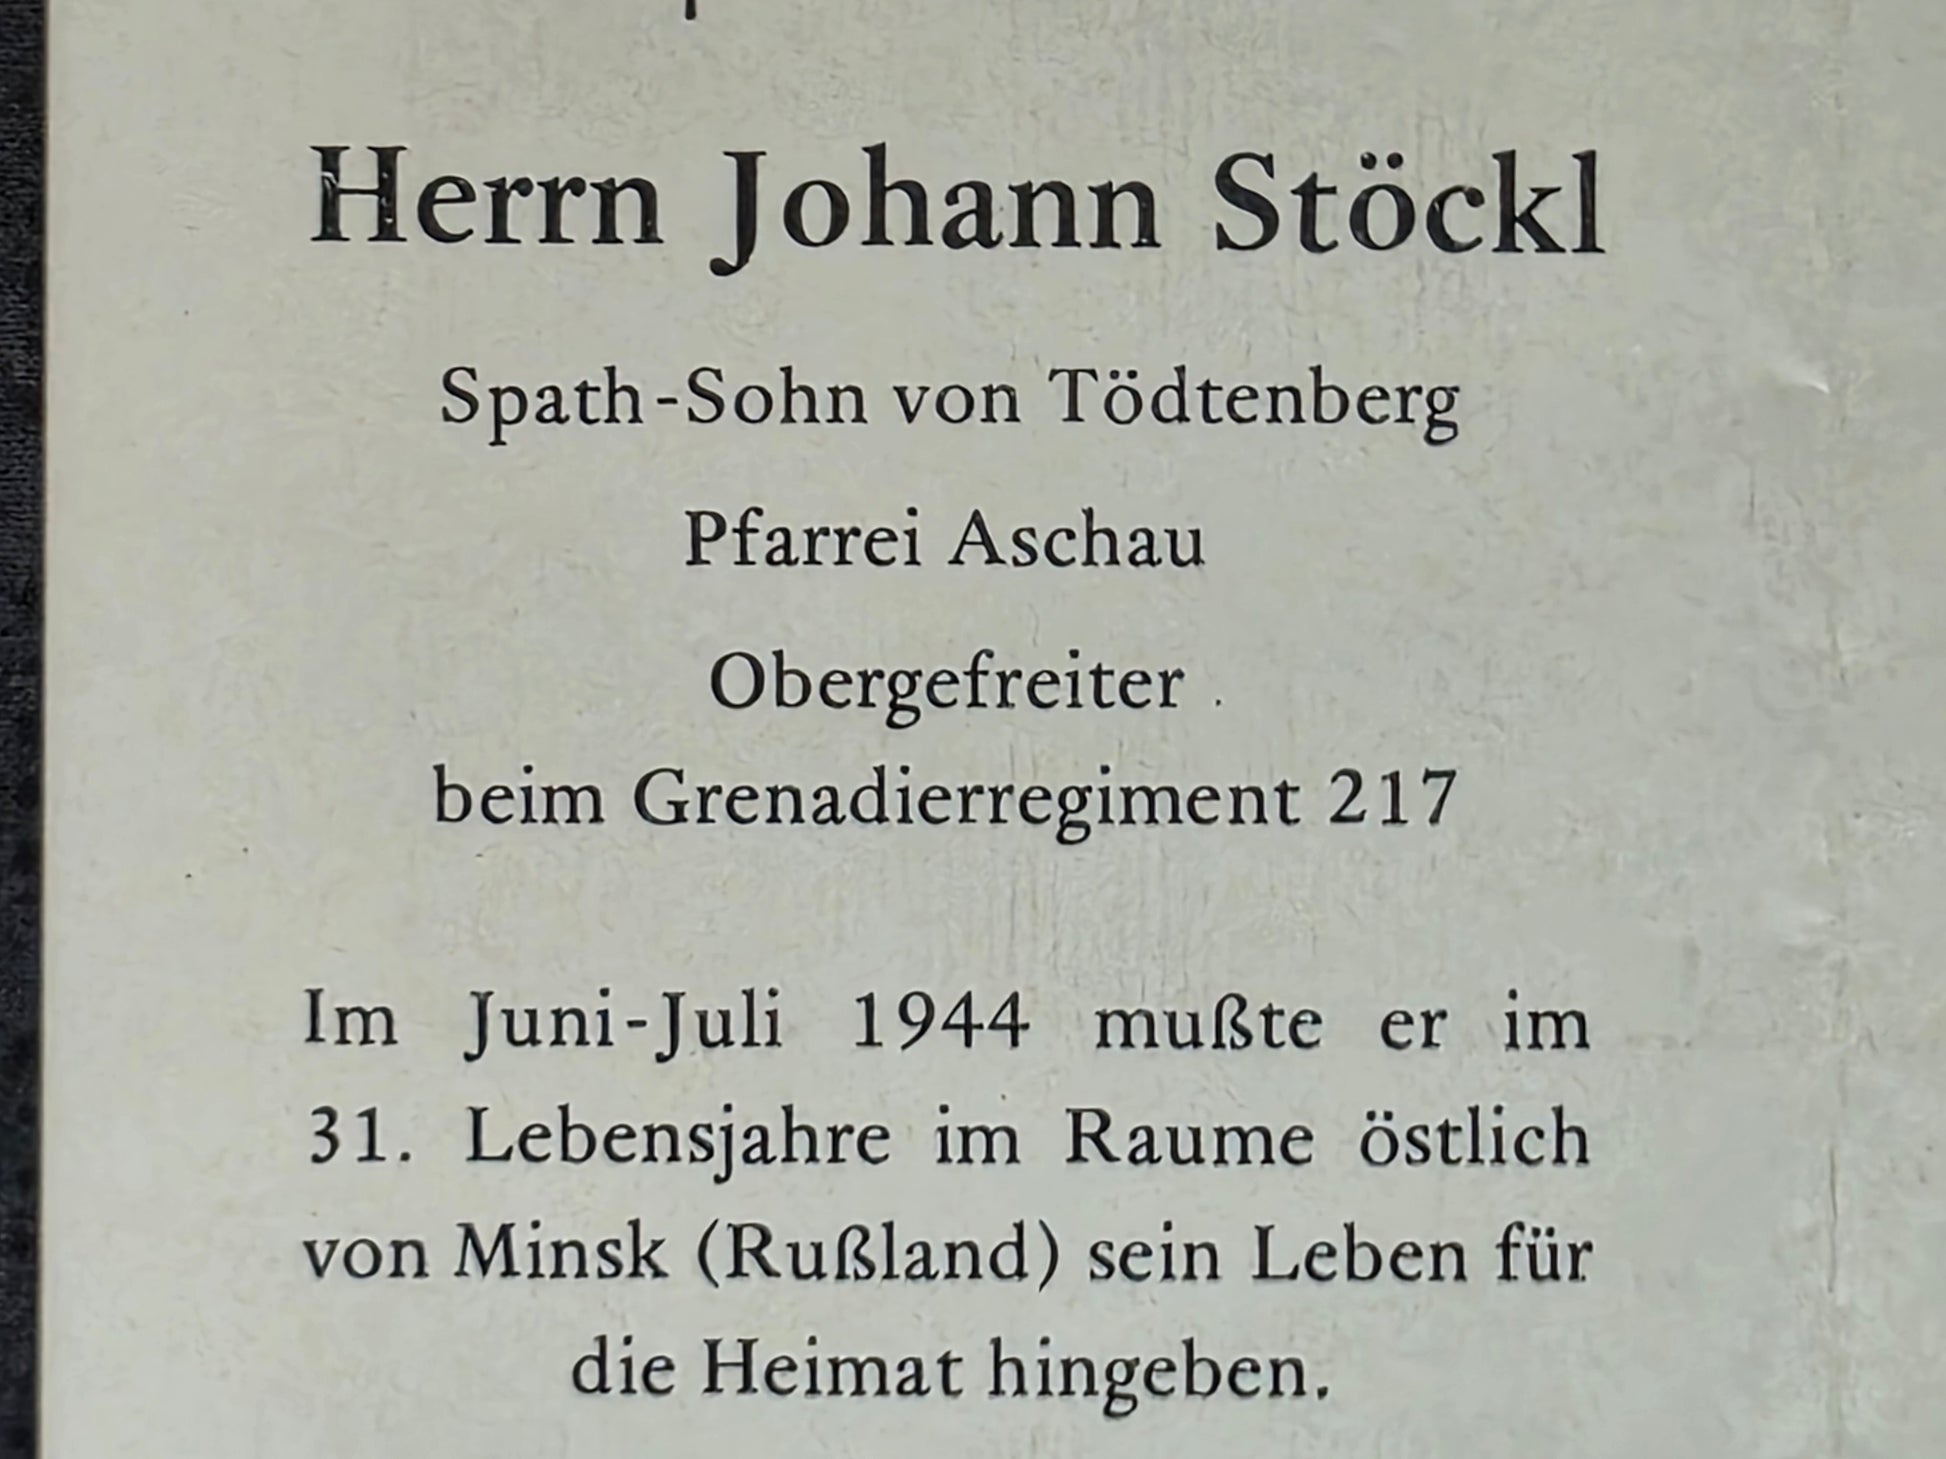 Herrn Johann Stöckl
Spath-Sohn von Tödtenberg
Pfarrei Aschau
Obergefreiter
beim Grenadierregiment 217
Im Juni-Juli 1944 mußte er im
31. Lebensjahre im Raume östlich
von Minsk (Rußland) sein Leben für
die Heimat hingeben.